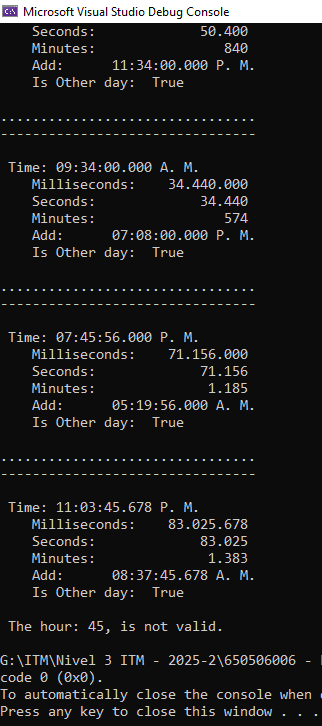 Microsoft Visual Studio Debug Console
Seconds: 50.400
Minutes: 840
Add: 11:34:00.000 P. M.
Is Other day: True
................................
--------------------------------
Time: 09:34:00.000 A. M.
Milliseconds: 34.440.000
Seconds: 34.440
Minutes: 574
Add: 07:08:00.000 P. M.
Is Other day: True
................................
--------------------------------
Time: 07:45:56.000 P. M.
Milliseconds: 71.156.000
Seconds: 71.156
Minutes: 1.185
Add: 05:19:56.000 A. M.
Is Other day: True
................................
--------------------------------
Time: 11:03:45.678 P. M.
Milliseconds: 83.025.678
Seconds: 83.025
Minutes: 1.383
Add: 08:37:45.678 A. M.
Is Other day: True
The hour: 45, is not valid.
G:\ITM\Nivel 3 ITM - 2025-2\650506006 -
code 0 (0x0).
To automatically close the console when
Press any key to close this window . . .